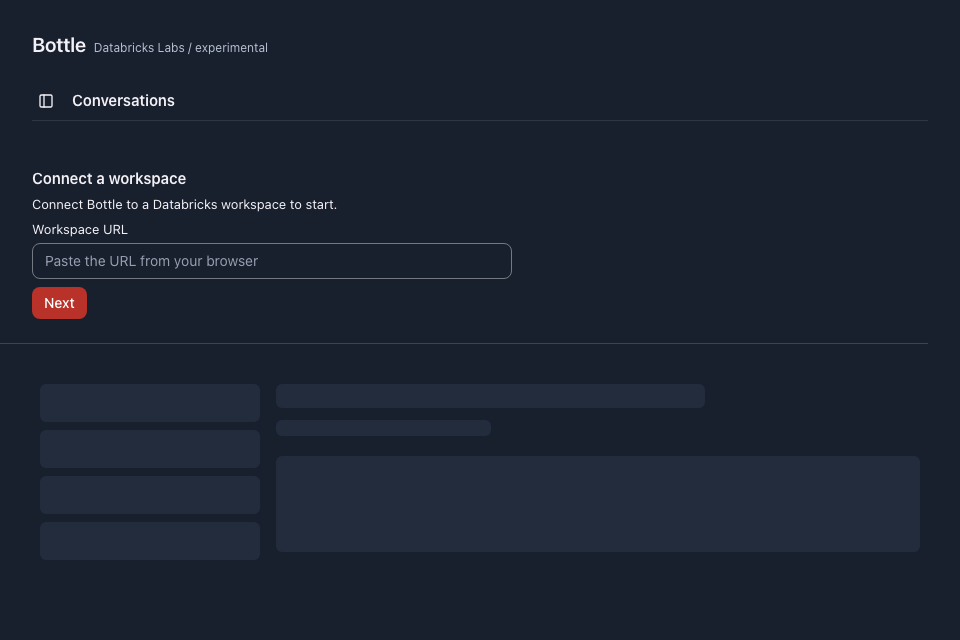 Bottle Databricks Labs / experimental
Conversations
Connect a workspace
Connect Bottle to a Databricks workspace to start.
Workspace URL
Paste the URL from your browser
Next